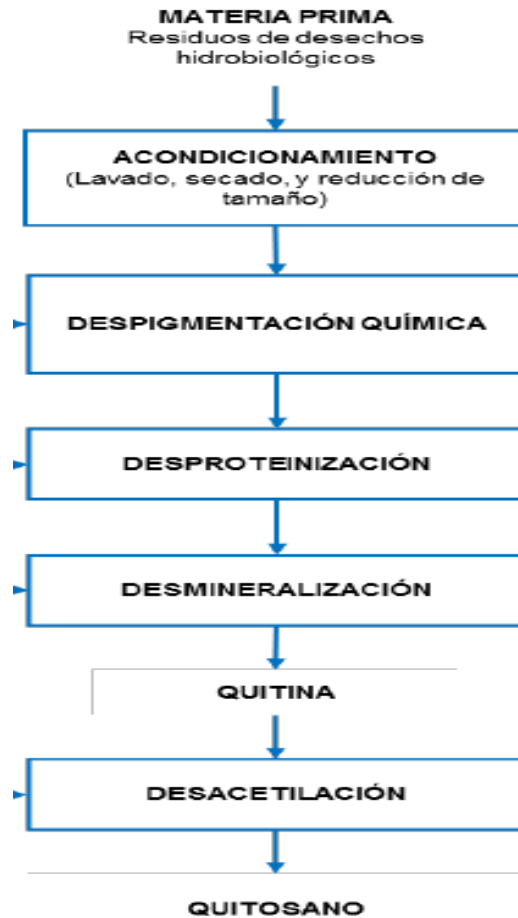 MATERIA PRIMA
Residuos de desechos
hidrobiológicos
ACONDICIONAMIENTO
(Lavado, secado, y reducción de
tamaño)
DESPIGMENTACIÓN QUÍMICA
DESPROTEINIZACIÓN
DESMINERALIZACIÓN
QUITINA
DESACETILACIÓN
QUITOSANO